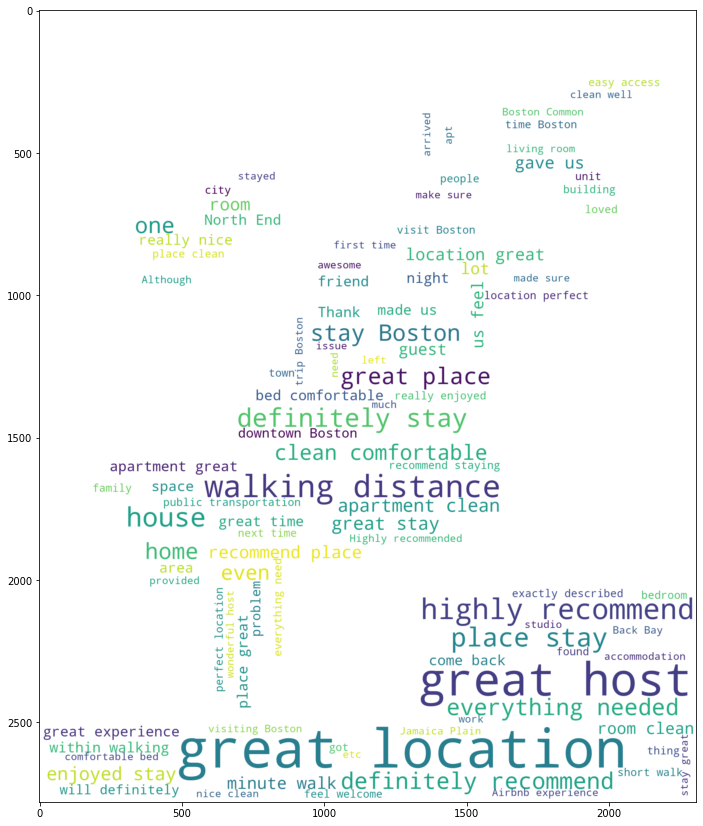 0
easy access
clean well
Boston Common
time Boston
arrived
apt
500
living room
gave us
stayed
people
unit
city
make sure
building
room
loved
North End
one
visit Boston
really nice
first time
place clean
location great
awesome
lot
Although
friend
night
made sure
1000
location perfect
us feel
Thank
made us
stay Boston
trip Boston
issue
guest
need
left
town
great place
bed comfortable
really enjoyed
much
definitely stay
downtown Boston
1500
clean comfortable
apartment great
recommend staying
family
space
walking distance
public transportation
apartment clean
house
great time
great stay
next time
Highly recommended
home
recommend place
area
even
provided
2000
everything need
problem
perfect location
wonderful host
place great
exactly described
bedroom
highly recommend
studio
Back Bay
place stay
found
come back
accommodation
great host
everything needed
work
2500
great experience
visiting Boston
Jamaica Plain
room clean
within walking
got
great location
etc
thing
comfortable bed
enjoyed stay
short walk
stay great
minute walk
definitely recommend
will definitely
nice clean
feel welcome
Airbnb experience
0
500
1000
1500
2000